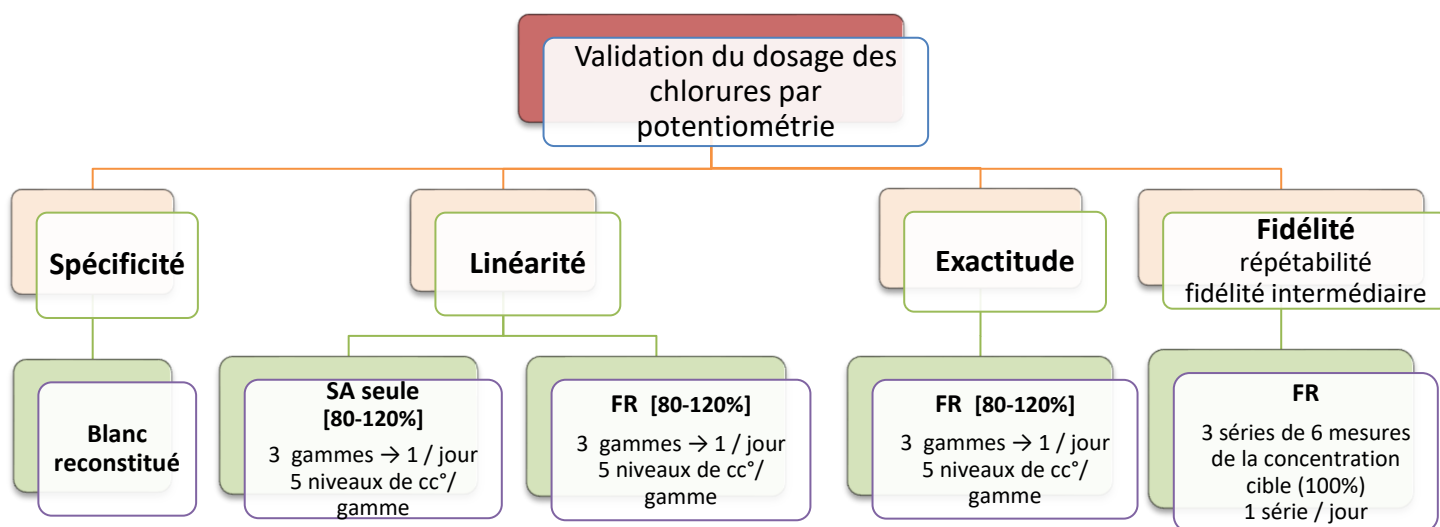 Validation du dosage des
chlorures par
potentiométrie
Spécificité
Linéarité
Exactitude
Fidélité
répétabilité
fidélité intermédiaire
Blanc
reconstitué
SA seule
[80-120%]
3 gammes → 1 / jour
5 niveaux de cc°/
gamme
FR [80-120%]
3 gammes → 1 / jour
5 niveaux de cc°/
gamme
FR [80-120%]
3 gammes → 1 / jour
5 niveaux de cc°/
gamme
FR
3 séries de 6 mesures
de la concentration
cible (100%)
1 série / jour